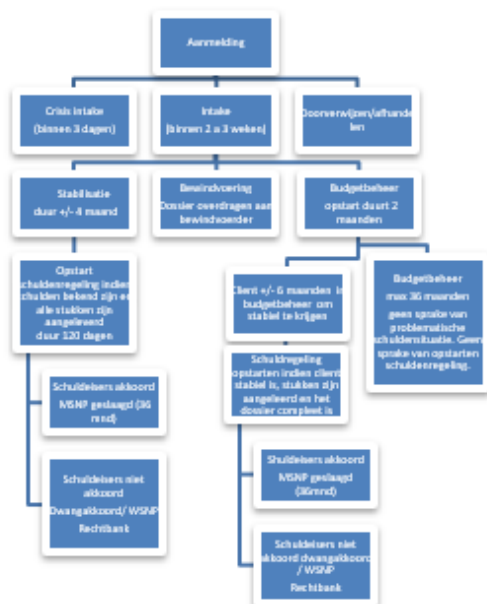 Aanmelding
Crisis intake
(binnen 3 dagen)
Intake
(binnen 2 a 3 weken)
Doorverwijzen/afhande
len
Stabilisatie
duur +/- 4 maand
Bewindvoering
Dossier overdragen aan
bewindvoerder
Budgetbeheer
opstart duurt 2
maanden
Opstart
schuldenregeling indien
schulden bekend zijn en
alle stukken zijn
aangeleverd
duur 120 dagen
Client +/- 6 maanden in
budgetbeheer om
stabiel te krijgen
Budgetbeheer
max 36 maanden
geen sprake van
problematische
schuldensituatie. Geen
sprake van opstarten
schuldenregeling.
Schuldeisers akkoord
MSNP geslaagd (36
mnd)
Schuldregeling
opstarten indien client
stabiel is, stukken zijn
aangeleerd en het
dossier compleet is
Schuldeisers niet
akkoord
Dwangakkoord/ WSNP
Rechtbank
Shuldeisers akkoord
MSNP geslaagd
(36mnd)
Schuldeisers niet
akkoord dwangakkoord
/ WSNP
Rechtbank